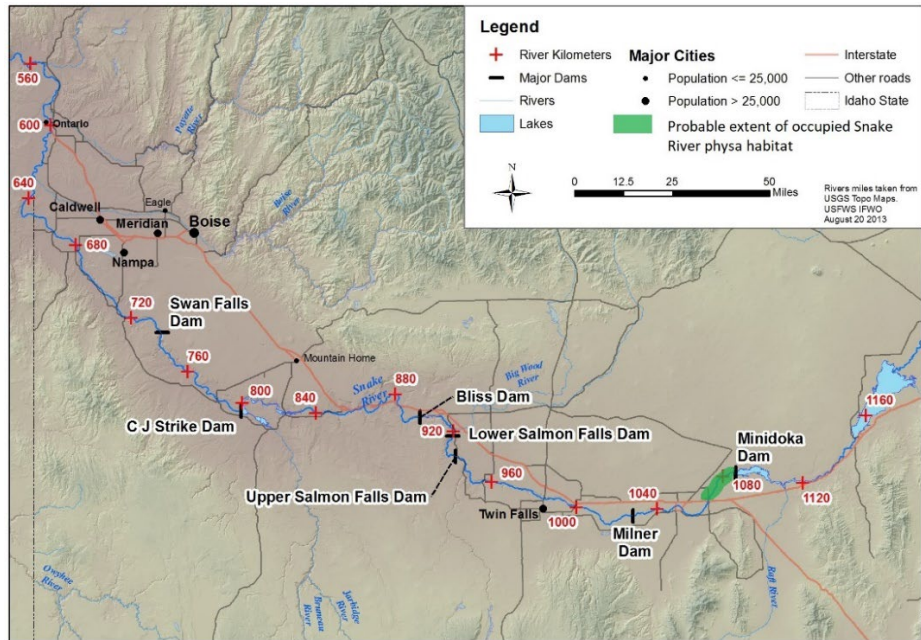 Legend
River Kilometers
Major Dams
Rivers
Lakes
Major Cities
Population <= 25,000
Population > 25,000
Probable extent of occupied Snake
River physa habitat
Interstate
Other roads
Idaho State
N
0 12.5 25 50
Miles
Rivers miles taken from
USGS Topo Maps.
USFWS IFWO
August 20 2013
560
600
Ontario
Payette
River
640
Caldwell
Eagle
Meridian
Boise
Boise
River
680
Nampa
720
Swan Falls
Dam
760
Mountain Home
800
840
Snake
River
880
Big Wood
River
C J Strike Dam
Bliss Dam
920
Lower Salmon Falls Dam
Upper Salmon Falls Dam
960
Minidoka
Dam
1080
1160
1120
1040
Twin Falls
1000
Milner
Dam
Raft River
Owyhee
River
Bruneau
River
Jarbidge
River